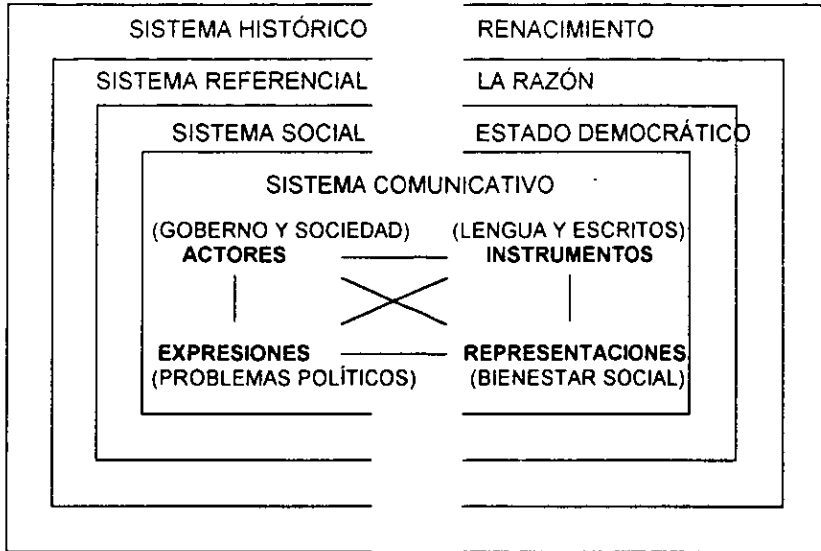 SISTEMA HISTÓRICO RENACIMIENTO
SISTEMA REFERENCIAL LA RAZÓN
SISTEMA SOCIAL ESTADO DEMOCRÁTICO
SISTEMA COMUNICATIVO
(GOBERNO Y SOCIEDAD) (LENGUA Y ESCRITOS)
ACTORES INSTRUMENTOS
EXPRESIONES REPRESENTACIONES
(PROBLEMAS POLÍTICOS) (BIENESTAR SOCIAL)